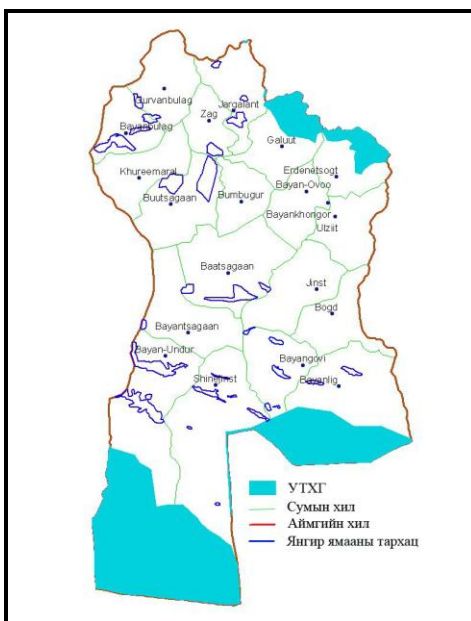 Gurvanbulag
Jargalant
Zag
Bayanbulag
Galuut
Erdenetsogt
Khureemaral
Bayan-Ovoo
Buutsagaan
Bumbugur
Bayankhongor
Ulziit
Baatsagaan
Jinst
Bogd
Bayantsagaan
Bayan-Undur
Bayangovi
Shinejinst
Bayanlig
УТХГ
Сумын хил
Аймгийн хил
Янгир ямааны тархац